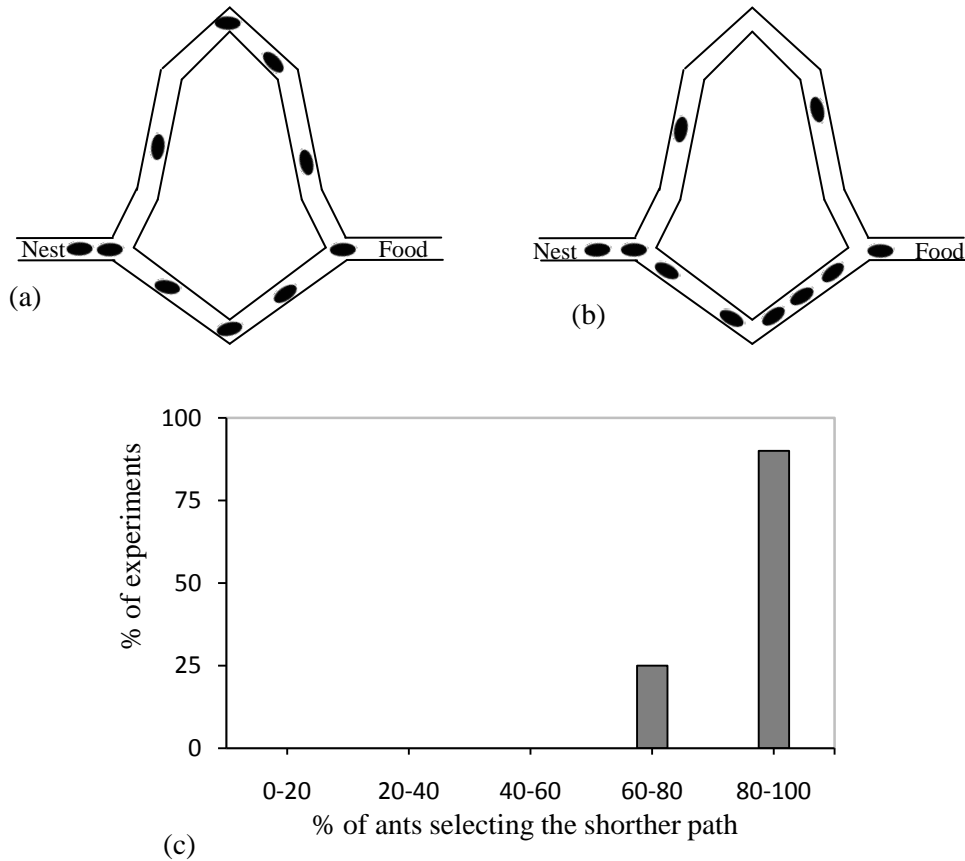 Nest
Food
(a)
Nest
Food
(b)
100
75
50
25
0
% of experiments
0-20 20-40 40-60 60-80 80-100
% of ants selecting the shorther path
(c)